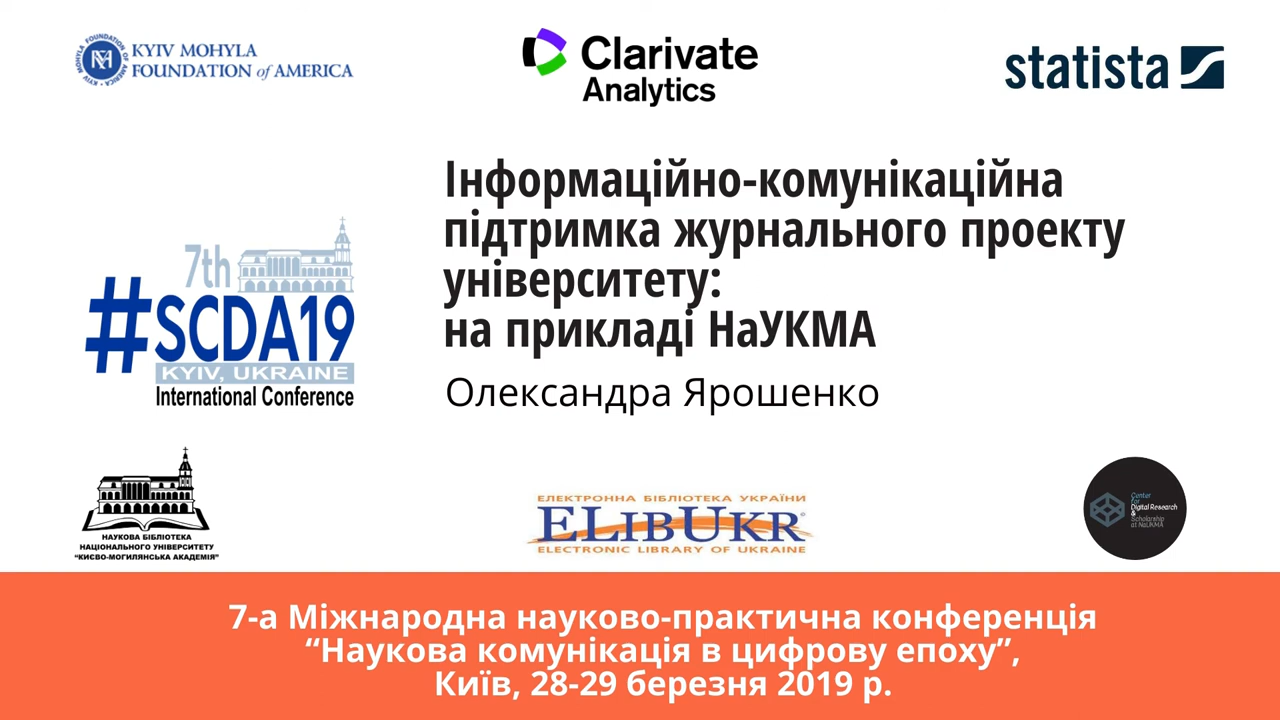 KYIV MOHYLA
FOUNDATION of AMERICA
Clarivate
Analytics
statista
Інформаційно-комунікаційна
підтримка журнального проекту
університету:
на прикладі НаУКМА
Олександра Ярошенко
7th
#SCDA19
KYIV, UKRAINE
International Conference
НАУКОВА БІБЛІОТЕКА
НАЦІОНАЛЬНОГО УНІВЕРСИТЕТУ
"КИЄВО-МОГИЛЯНСЬКА АКАДЕМІЯ"
ЕЛЕКТРОННА БІБЛІОТЕКА УКРАЇНИ
ELIBUKR®
ELECTRONIC LIBRARY OF UKRAINE
Center
for
Digital Research
&
Scholarship
at NaUKMA
7-а Міжнародна науково-практична конференція
“Наукова комунікація в цифрову епоху”,
Київ, 28-29 березня 2019 р.